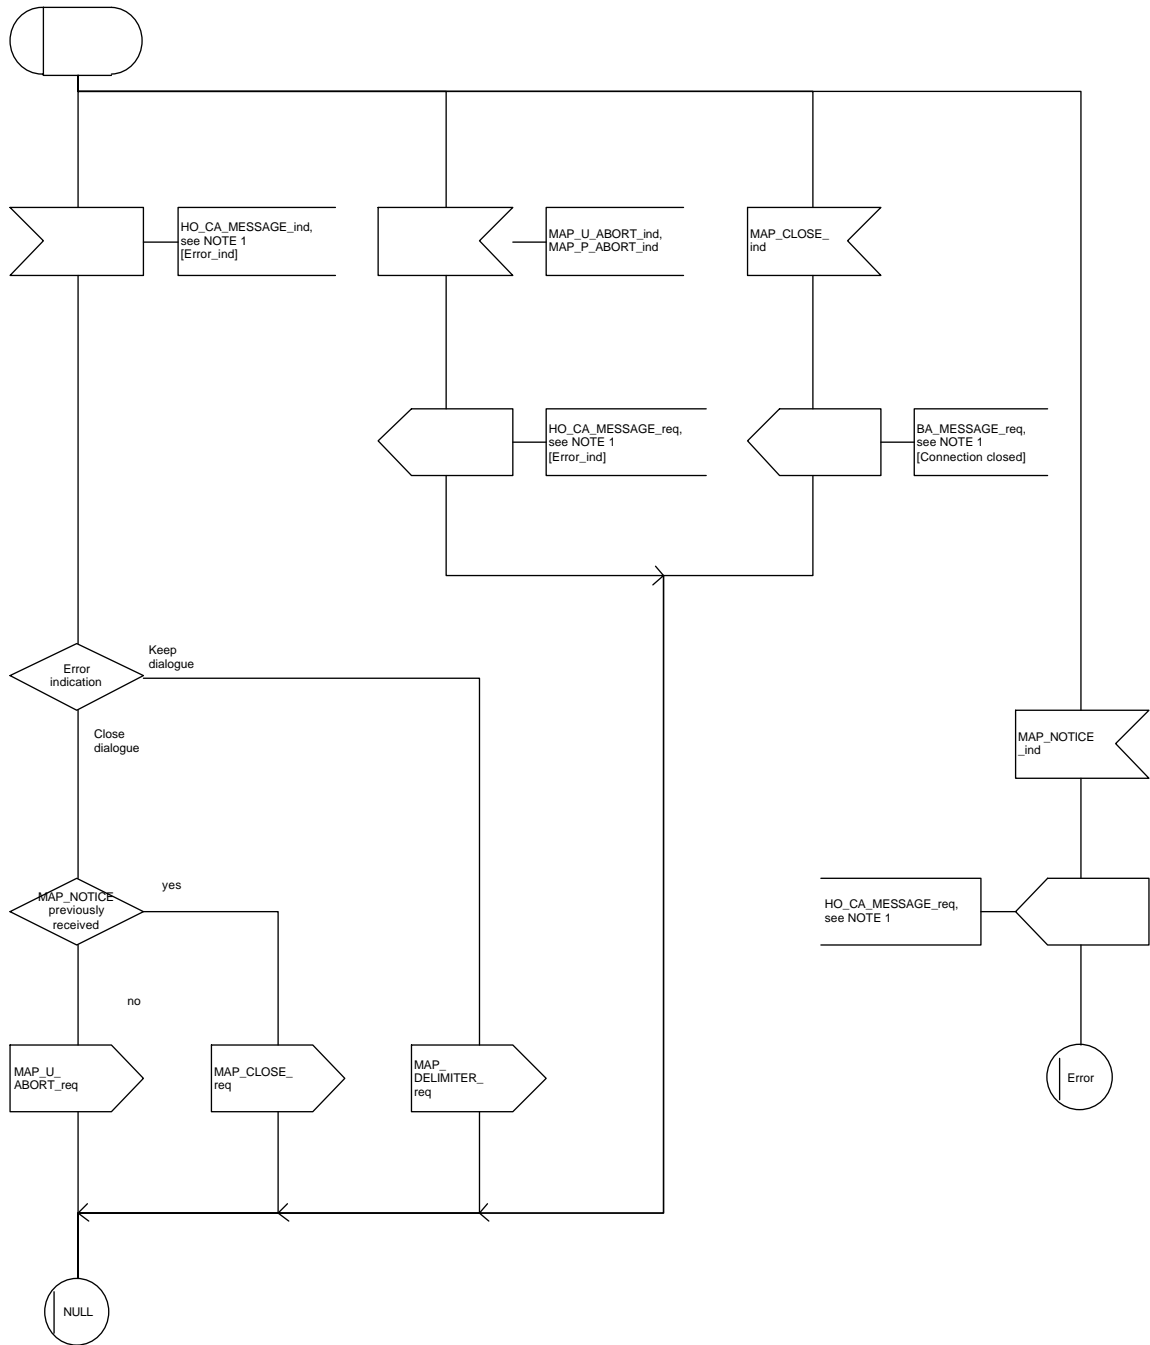 HO_CA_MESSAGE_ind,
see NOTE 1
[Error_ind]
MAP_U_ABORT_ind,
MAP_P_ABORT_ind
MAP_CLOSE_
ind
HO_CA_MESSAGE_req,
see NOTE 1
[Error_ind]
BA_MESSAGE_req,
see NOTE 1
[Connection closed]
Error
indication
Keep
dialogue
Close
dialogue
MAP_NOTICE
_ind
MAP_NOTICE
previously
received
yes
no
HO_CA_MESSAGE_req,
see NOTE 1
MAP_U_
ABORT_req
MAP_CLOSE_
req
MAP_
DELIMITER_
req
Error
NULL